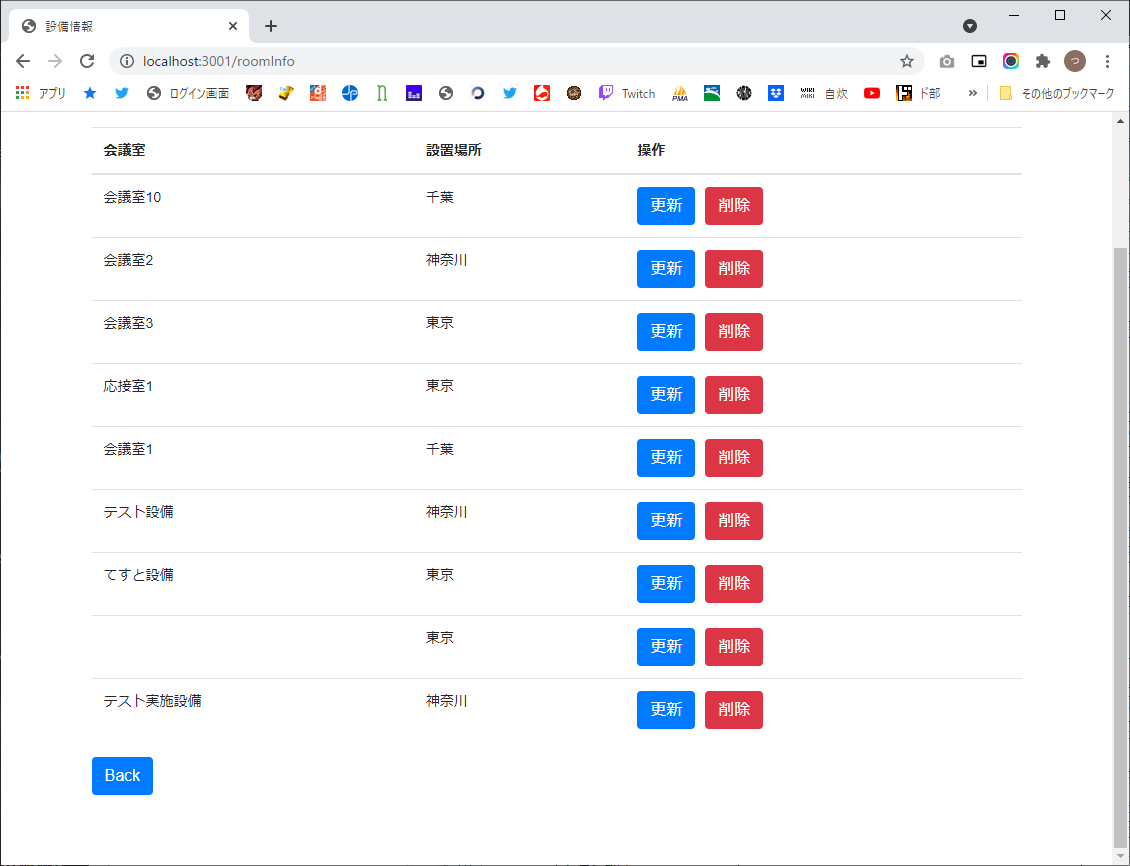 設備情報
localhost:3001/roomInfo
アプリ ログイン画面 Twitch PMA WIKI WIKI 自炊 ド部 » その他のブックマーク
会議室 設置場所 操作
会議室10 千葉 更新 削除
会議室2 神奈川 更新 削除
会議室3 東京 更新 削除
応接室1 東京 更新 削除
会議室1 千葉 更新 削除
テスト設備 神奈川 更新 削除
てすと設備 東京 更新 削除
東京 更新 削除
テスト実施設備 神奈川 更新 削除
Back